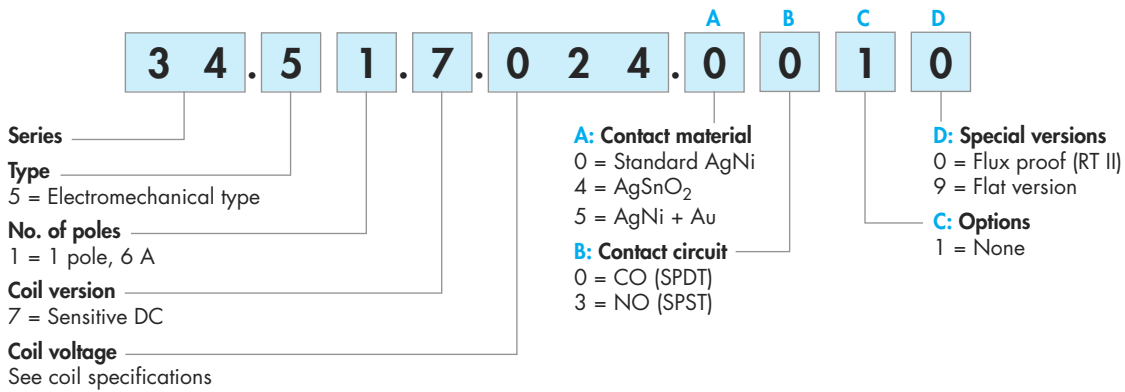 A B C D
3 4 . 5 1 . 7 . 0 2 4 . 0 0 1 0
Series
Type
5 = Electromechanical type
No. of poles
1 = 1 pole, 6 A
Coil version
7 = Sensitive DC
Coil voltage
See coil specifications
A: Contact material
0 = Standard AgNi
4 = AgSnO₂
5 = AgNi + Au
B: Contact circuit
0 = CO (SPDT)
3 = NO (SPST)
D: Special versions
0 = Flux proof (RT II)
9 = Flat version
C: Options
1 = None